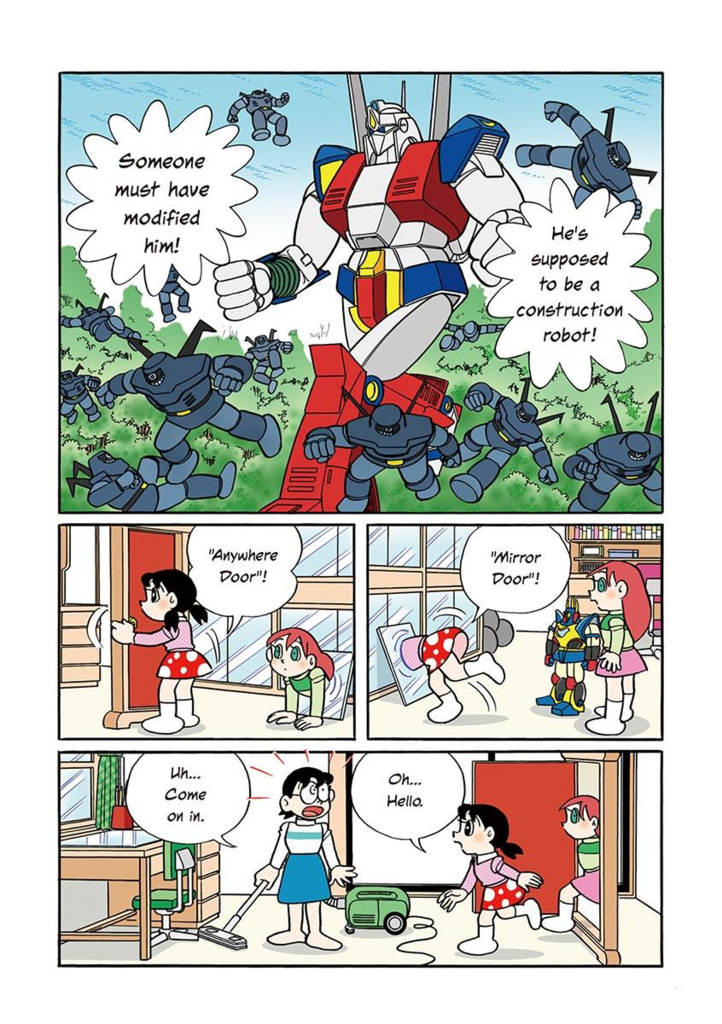 Someone
must have
modified
him!
He's
supposed
to be a
construction
robot!
"Anywhere
Door"!
"Mirror
Door"!
Uh...
Come
on in.
Oh...
Hello.